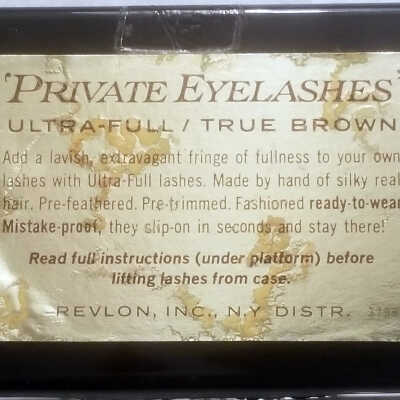 'PRIVATE EYELASHES'
ULTRA-FULL / TRUE BROWN
Add a lavish, extravagant fringe of fullness to your own
lashes with Ultra-Full lashes. Made by hand of silky real
hair. Pre-feathered. Pre-trimmed. Fashioned ready-to-wear.
Mistake-proof, they clip-on in seconds and stay there!
Read full instructions (under platform) before
lifting lashes from case.
REVLON, INC., N.Y. DISTR.